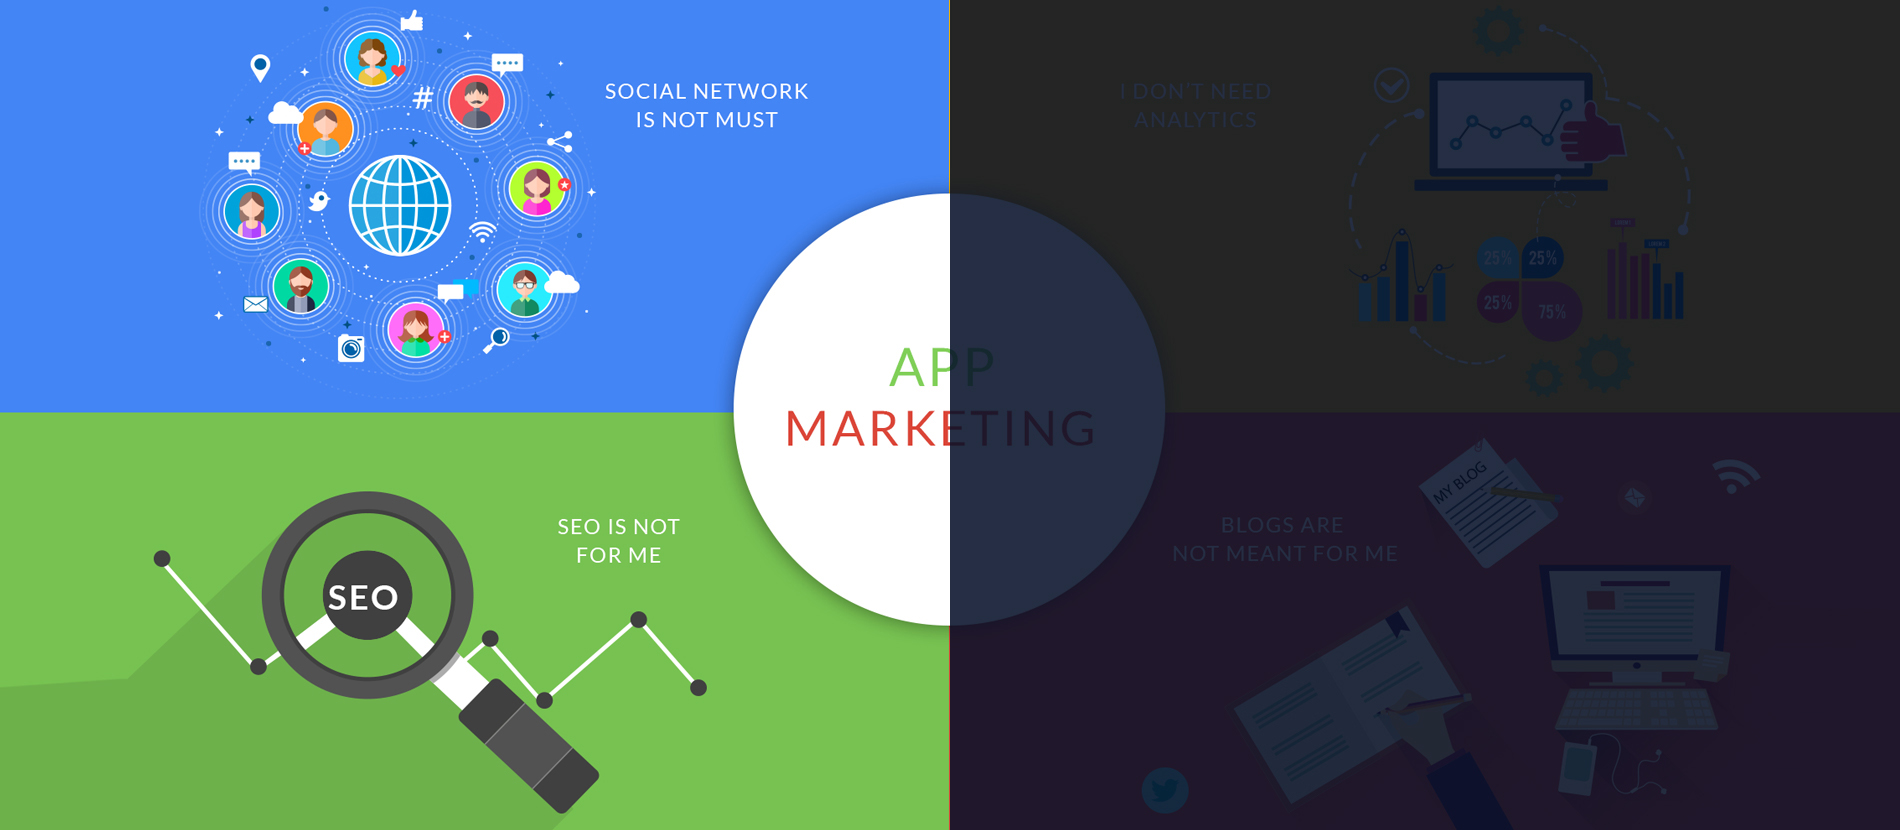 SOCIAL NETWORK
IS NOT MUST
I DON'T NEED
ANALYTICS
#
25%
25%
25%
75%
APP
MARKETING
SEO IS NOT
FOR ME
SEO
BLOGS ARE
NOT MEANT FOR ME
MY BLOG